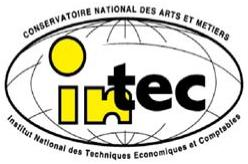 CONSERVATOIRE NATIONAL DES ARTS ET METIERS
intec
Institut National des Techniques Economiques et Comptables